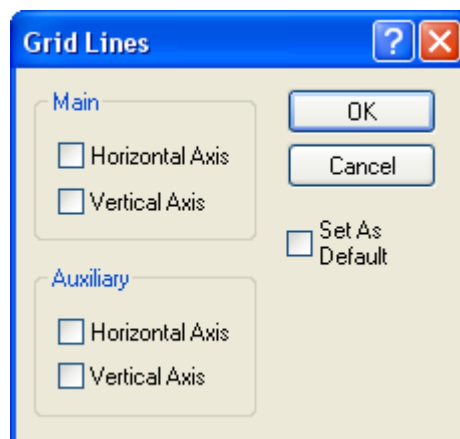 Grid Lines
Main
Horizontal Axis
Vertical Axis
Auxiliary
Horizontal Axis
Vertical Axis
OK
Cancel
Set As
Default